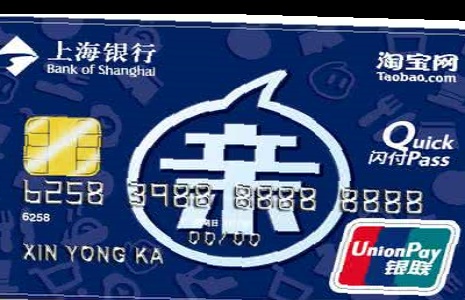 上海银行
Bank of Shanghai
淘宝网
Taobao.com
亲
Quick
闪付Pass
6258 3988 8888 8888
6258
00/00
XIN YONG KA
UnionPay
银联